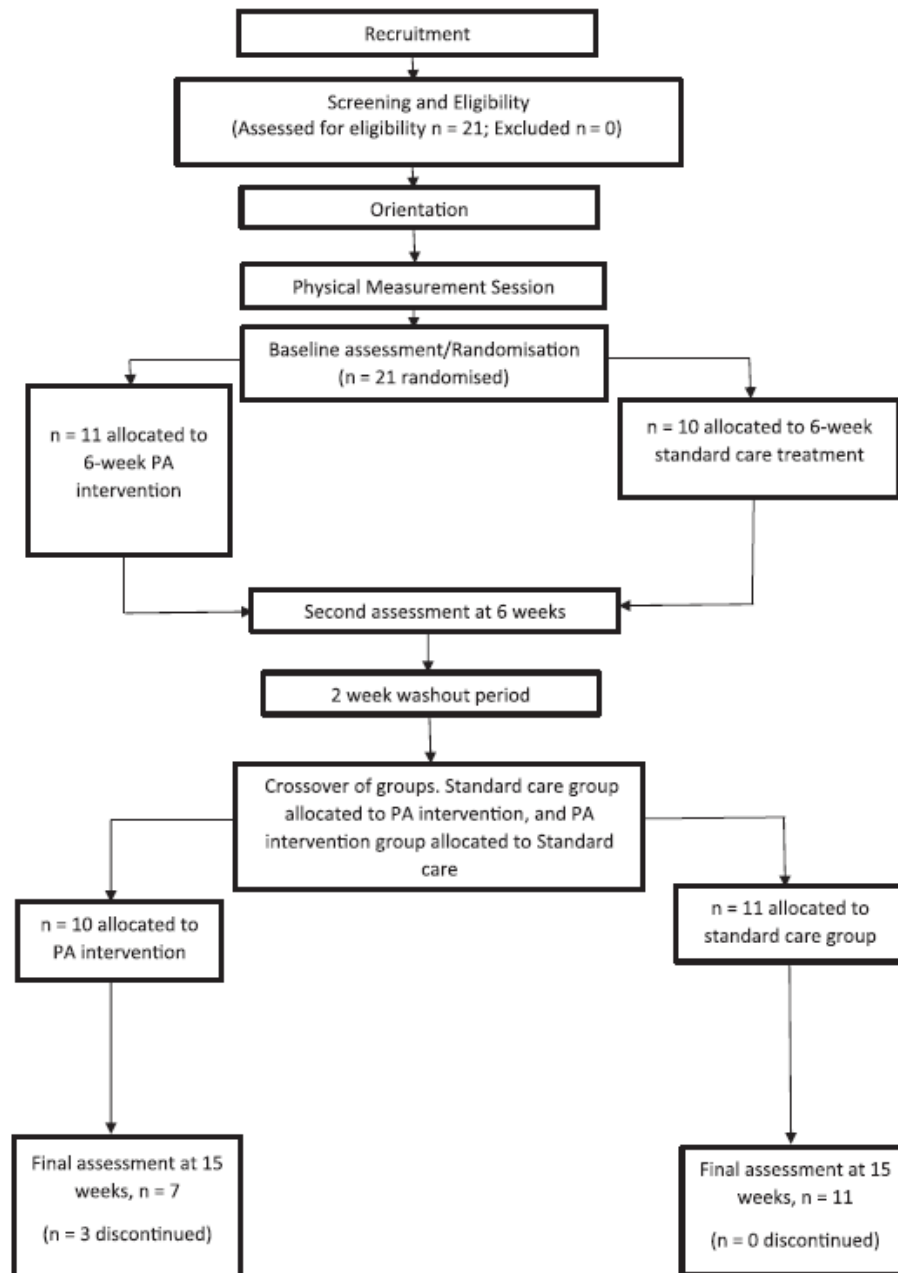 Recruitment
Screening and Eligibility
(Assessed for eligibility n = 21; Excluded n = 0)
Orientation
Physical Measurement Session
Baseline assessment/Randomisation
(n = 21 randomised)
n = 11 allocated to
6-week PA
intervention
n = 10 allocated to 6-week
standard care treatment
Second assessment at 6 weeks
2 week washout period
Crossover of groups. Standard care group
allocated to PA intervention, and PA
intervention group allocated to Standard
care
n = 10 allocated to
PA intervention
n = 11 allocated to
standard care group
Final assessment at 15
weeks, n = 7
(n = 3 discontinued)
Final assessment at 15
weeks, n = 11
(n = 0 discontinued)